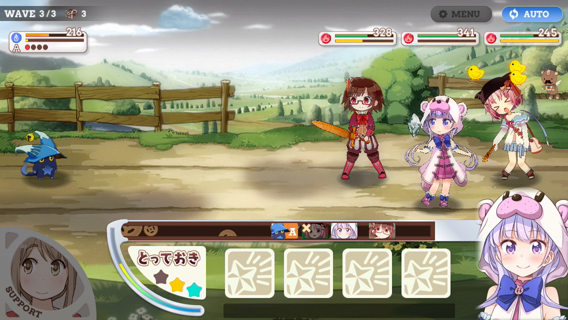 WAVE 3/3 3
MENU
AUTO
216
328
341
245
A
A
とっておき
SUPPORT